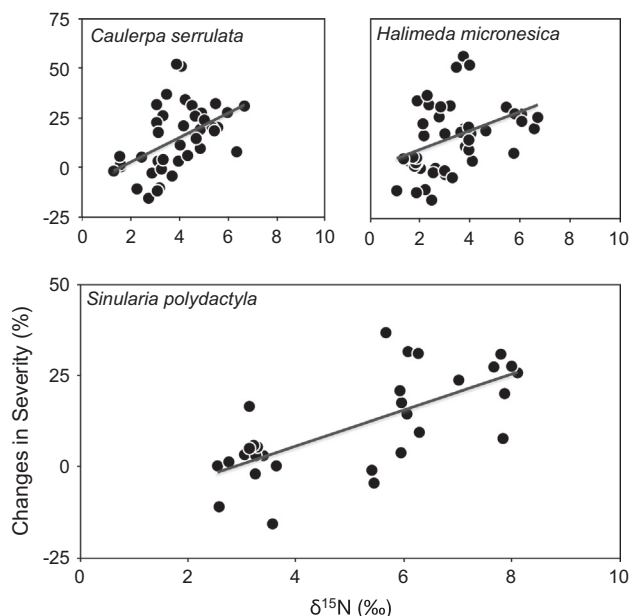 Caulerpa serrulata
Halimeda micronesica
75
50
25
0
-25
0 2 4 6 8 10
0 2 4 6 8 10
Sinularia polydactyla
50
25
0
-25
0 2 4 6 8 10
Changes in Severity (%)
δ¹⁵N (‰)